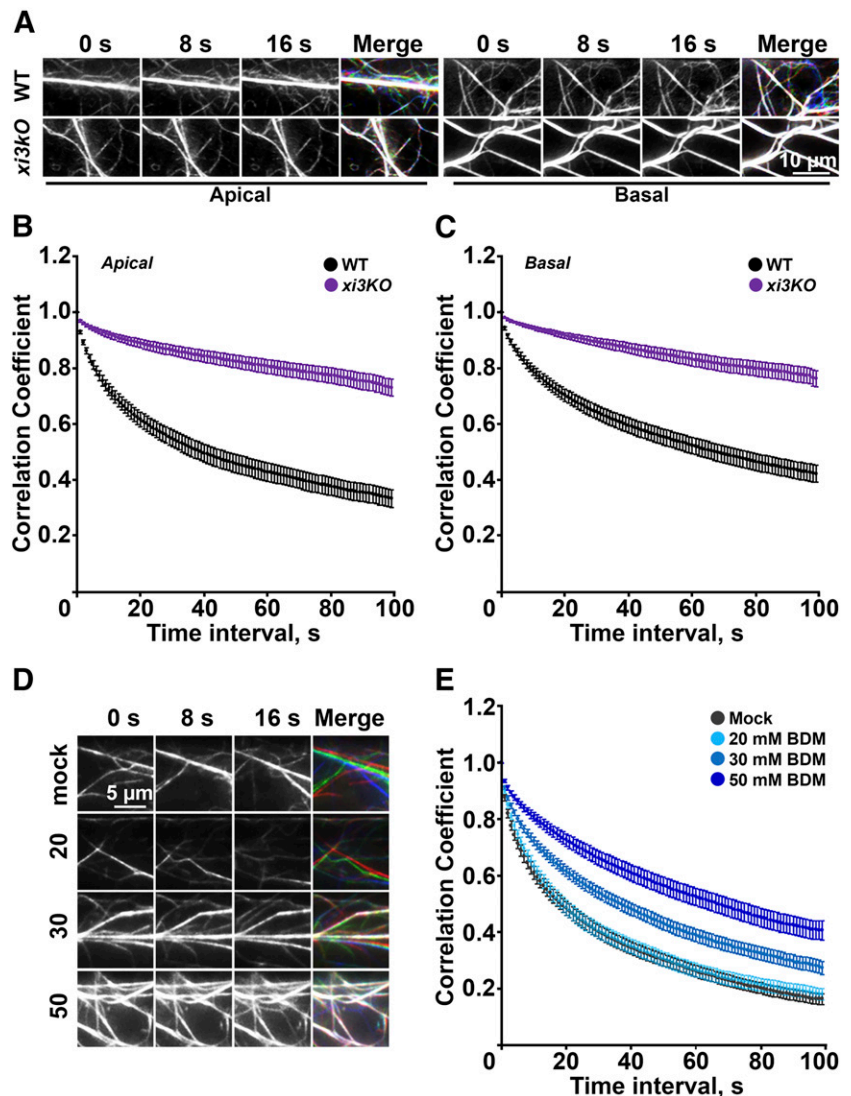 A
0 s 8 s 16 s Merge 0 s 8 s 16 s Merge
WT
xi3kO
10 µm
Apical Basal
B
Correlation Coefficient
1.2
1.0
0.8
0.6
0.4
0.2
Apical
WT
xi3KO
0 20 40 60 80 100
Time interval, s
C
Correlation Coefficient
1.2
1.0
0.8
0.6
0.4
0.2
Basal
WT
xi3KO
0 20 40 60 80 100
Time interval, s
D
0 s 8 s 16 s Merge
mock
5 µm
20
30
50
E
Correlation Coefficient
1.2
1.0
0.8
0.6
0.4
0.2
Mock
20 mM BDM
30 mM BDM
50 mM BDM
0 20 40 60 80 100
Time interval, s